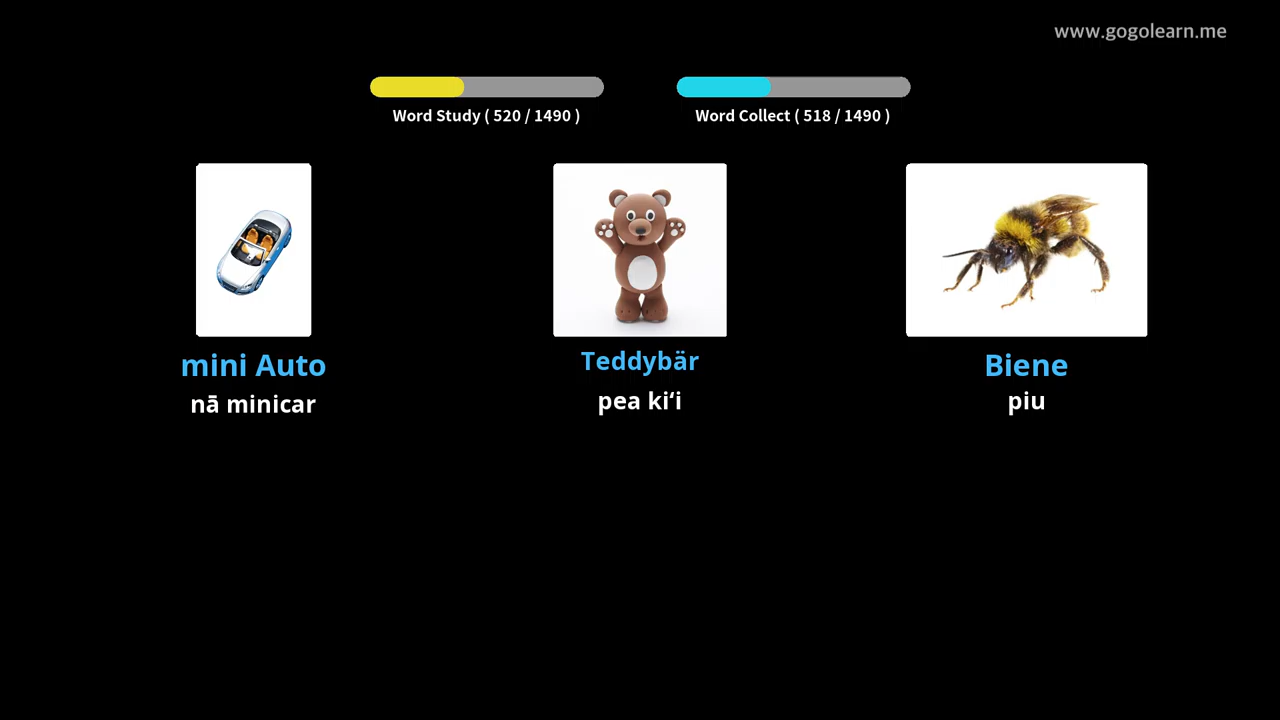 www.gogolearn.me
Word Study ( 520 / 1490 )
Word Collect ( 518 / 1490 )
mini Auto
Teddybär
Biene
nā minicar
pea kiʻi
piu